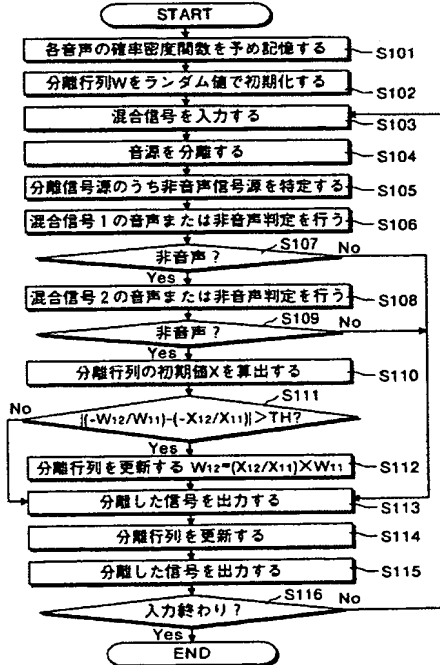 START
各音声の確率密度関数を予め記憶する S101
分離行列Wをランダム値で初期化する S102
混合信号を入力する S103
音源を分離する S104
分離信号源のうち非音声信号源を特定する S105
混合信号1の音声または非音声判定を行う S106
S107
非音声? No
Yes
混合信号2の音声または非音声判定を行う S108
S109
非音声? No
Yes
分離行列の初期値Xを算出する S110
S111
No |(-W12/W11)-(-X12/X11)|>TH?
Yes
分離行列を更新する W12=(X12/X11)×W11 S112
分離した信号を出力する S113
分離行列を更新する S114
分離した信号を出力する S115
S116
入力終わり? No
Yes
END